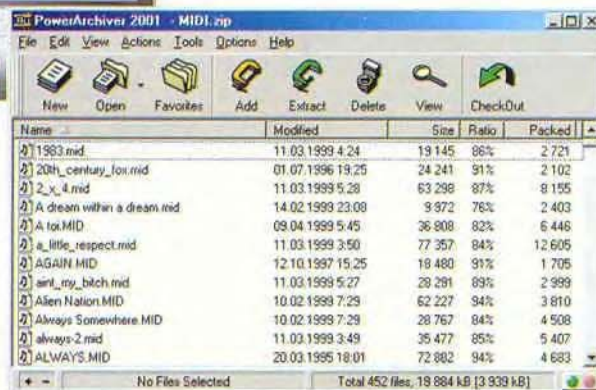 PowerArchiver 2001 - MIDI.zip
File Edit View Actions Tools Options Help
New Open Favorites Add Extract Delete View CheckOut
Name Modified Size Ratio Packed
1983.mid 11.03.1999 4:24 19 145 86% 2 721
20th_century_fox.mid 01.07.1996 19:25 24 241 91% 2 102
2_x_4.mid 11.03.1999 5:28 63 298 87% 8 155
A dream within a dream.mid 14.02.1999 23:08 9 972 76% 2 403
A toi.MID 09.04.1999 5:45 36 808 82% 6 446
a_little_respect.mid 11.03.1999 3:50 77 357 84% 12 605
AGAIN.MID 12.10.1997 15:25 18 480 91% 1 705
aint_my_bitch.mid 11.03.1999 5:27 28 291 89% 2 999
Alien Nation.MID 10.02.1999 7:29 62 227 94% 3 810
Always Somewhere.MID 10.02.1999 7:29 28 767 84% 4 508
always-2.mid 11.03.1999 3:49 35 477 85% 5 407
ALWAYS.MID 20.03.1995 18:01 72 882 94% 4 683
No Files Selected Total 452 files, 19 884 kB [3 939 kB]